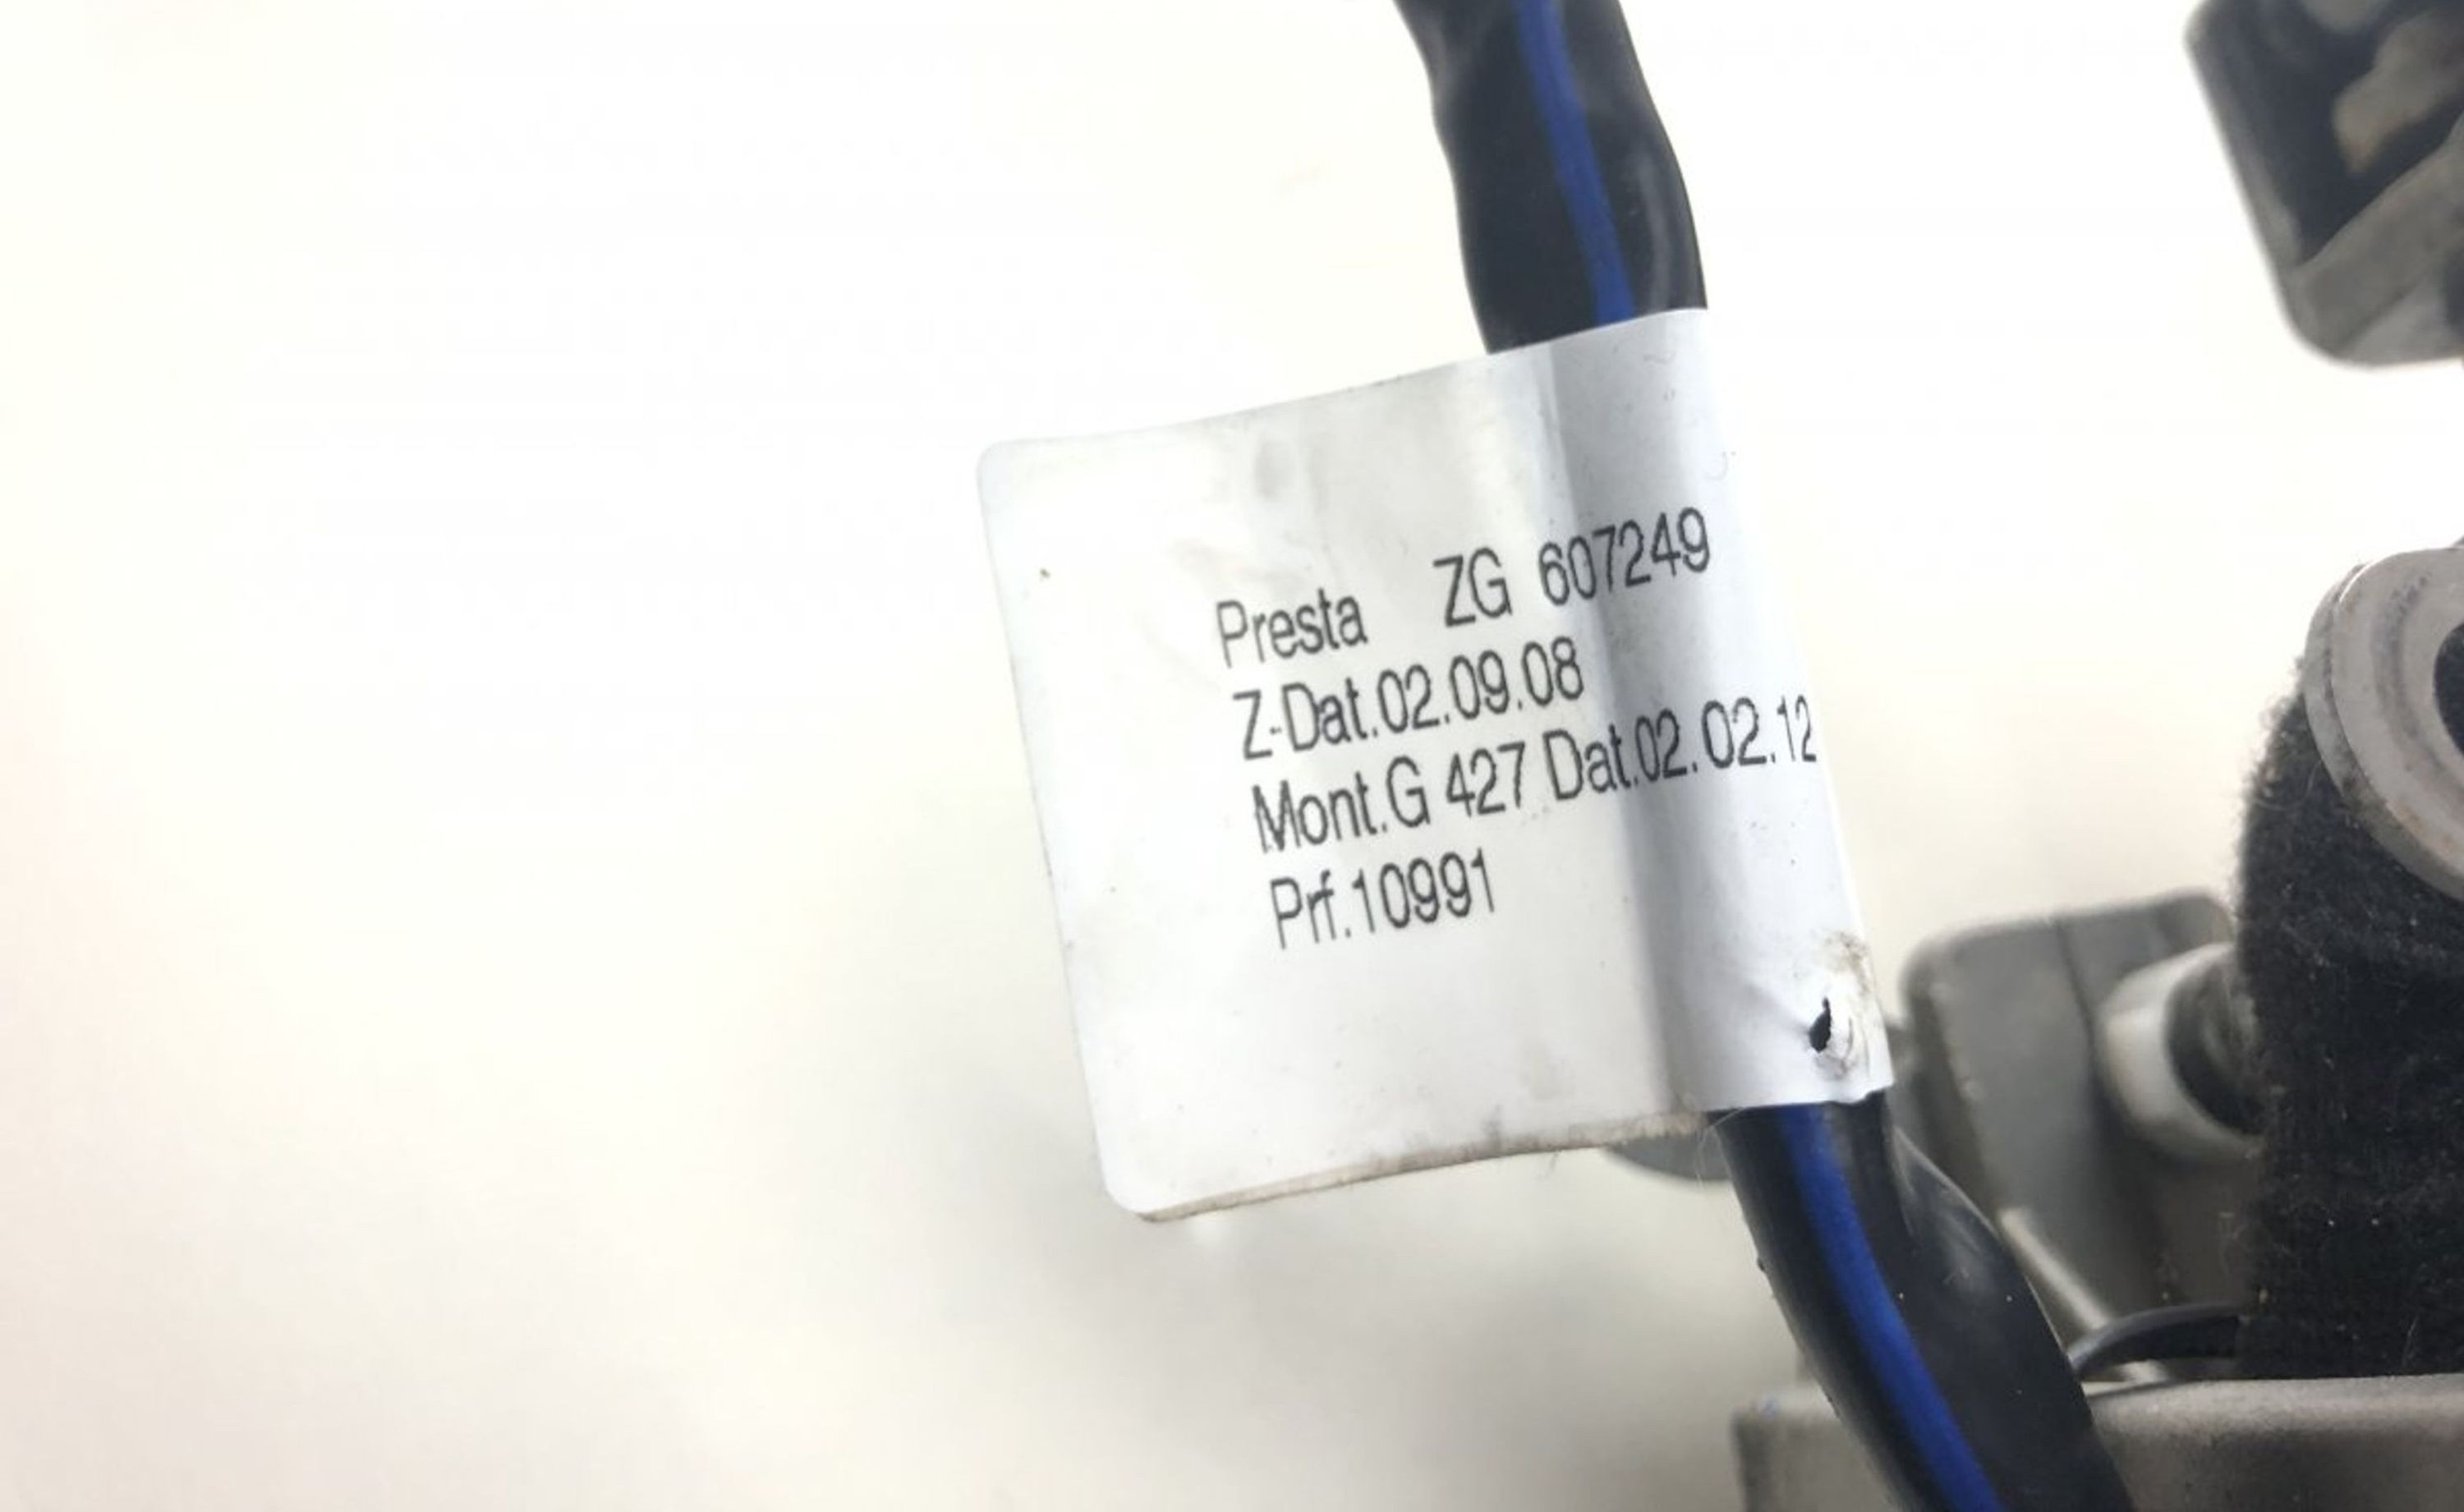 Presta ZG 607249
Z-Dat.02.09.08
Mont.G 427 Dat.02.02.12
Prf.10991